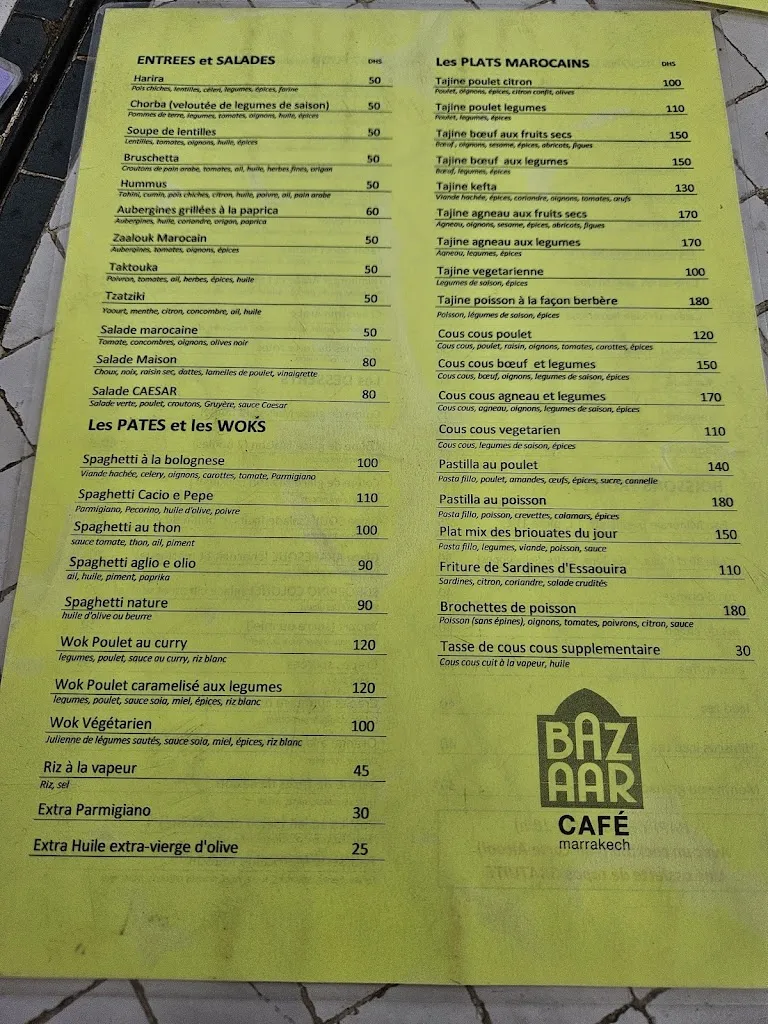 ENTREES et SALADES DHS
Harira 50
Pois chiches, lentilles, céleri, legumes, épices, farine
Chorba (veloutée de legumes de saison) 50
Pommes de terre, legumes, tomates, oignons, huile, épices
Soupe de lentilles 50
Lentilles, tomates, oignons, huile, épices
Bruschetta 50
Croutons de pain arabe, tomates, ail, huile, herbes fines, origan
Hummus 50
Tahini, cumin, pois chiches, citron, huile, poivre, ail, pain arabe
Aubergines grillées à la paprica 60
Aubergines, huile, coriandre, origan, paprica
Zaalouk Marocain 50
Aubergines, tomates, oignons, épices
Taktouka 50
Poivron, tomates, ail, herbes, épices, huile
Tzatziki 50
Yaourt, menthe, citron, concombre, ail, huile
Salade marocaine 50
Tomate, concombres, oignons, olives noir
Salade Maison 80
Choux, noix, raisin sec, dattes, lamelles de poulet, vinaigrette
Salade CAESAR 80
Salade verte, poulet, croutons, Gruyère, sauce Caesar
Les PATES et les WOKS
Spaghetti à la bolognese 100
Viande hachée, celery, oignons, carottes, tomate, Parmigiano
Spaghetti Cacio e Pepe 110
Parmigiano, Pecorino, huile d'olive, poivre
Spaghetti au thon 100
sauce tomate, thon, ail, piment
Spaghetti aglio e olio 90
ail, huile, piment, paprika
Spaghetti nature 90
huile d'olive ou beurre
Wok Poulet au curry 120
legumes, poulet, sauce au curry, riz blanc
Wok Poulet caramelisé aux legumes 120
legumes, poulet, sauce soia, miel, épices, riz blanc
Wok Végétarien 100
Julienne de légumes sautés, sauce soia, miel, épices, riz blanc
Riz à la vapeur 45
Riz, sel
Extra Parmigiano 30
Extra Huile extra-vierge d'olive 25
Les PLATS MAROCAINS DHS
Tajine poulet citron 100
Poulet, oignons, épices, citron confit, olives
Tajine poulet legumes 110
Poulet, legumes, épices
Tajine bœuf aux fruits secs 150
Bœuf, oignons, sesame, épices, abricots, figues
Tajine bœuf aux legumes 150
Bœuf, legumes, épices
Tajine kefta 130
Viande hachée, épices, coriandre, oignons, tomates, œufs
Tajine agneau aux fruits secs 170
Agneau, oignons, sesame, épices, abricots, figues
Tajine agneau aux legumes 170
Agneau, legumes, épices
Tajine vegetarienne 100
Legumes de saison, épices
Tajine poisson à la façon berbère 180
Poisson, légumes de saison, épices
Cous cous poulet 120
Cous cous, poulet, raisin, oignons, tomates, carottes, épices
Cous cous bœuf et legumes 150
Cous cous, bœuf, oignons, legumes de saison, épices
Cous cous agneau et legumes 170
Cous cous, agneau, oignons, legumes de saison, épices
Cous cous vegetarien 110
Cous cous, legumes de saison, épices
Pastilla au poulet 140
Pasta fillo, poulet, amandes, œufs, épices, sucre, cannelle
Pastilla au poisson 180
Pasta fillo, poisson, crevettes, calamars, épices
Plat mix des briouates du jour 150
Pasta fillo, legumes, viande, poisson, sauce
Friture de Sardines d'Essaouira 110
Sardines, citron, coriandre, salade crudités
Brochettes de poisson 180
Poisson (sans épines), oignons, tomates, poivrons, citron, sauce
Tasse de cous cous supplementaire 30
Cous cous cuit à la vapeur, huile
BAZ
AAR
CAFÉ
marrakech